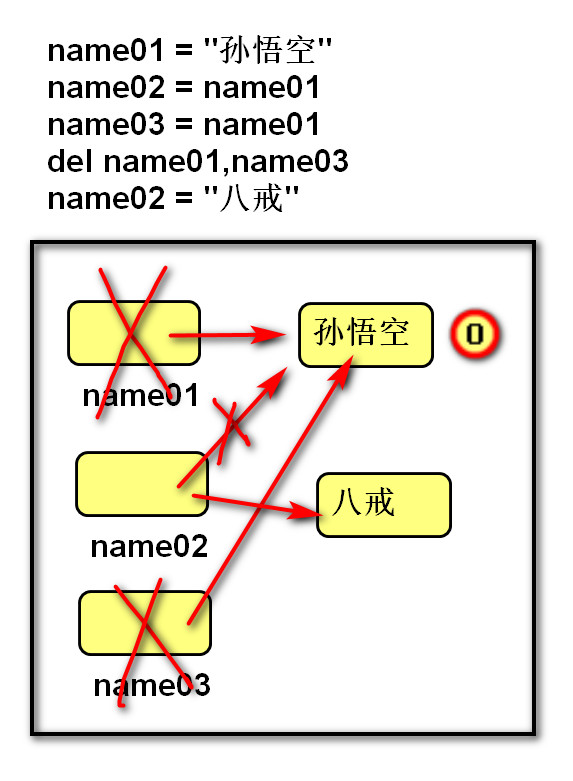 name01 = "孙悟空"
name02 = name01
name03 = name01
del name01,name03
name02 = "八戒"
孙悟空
0
name01
八戒
name02
name03